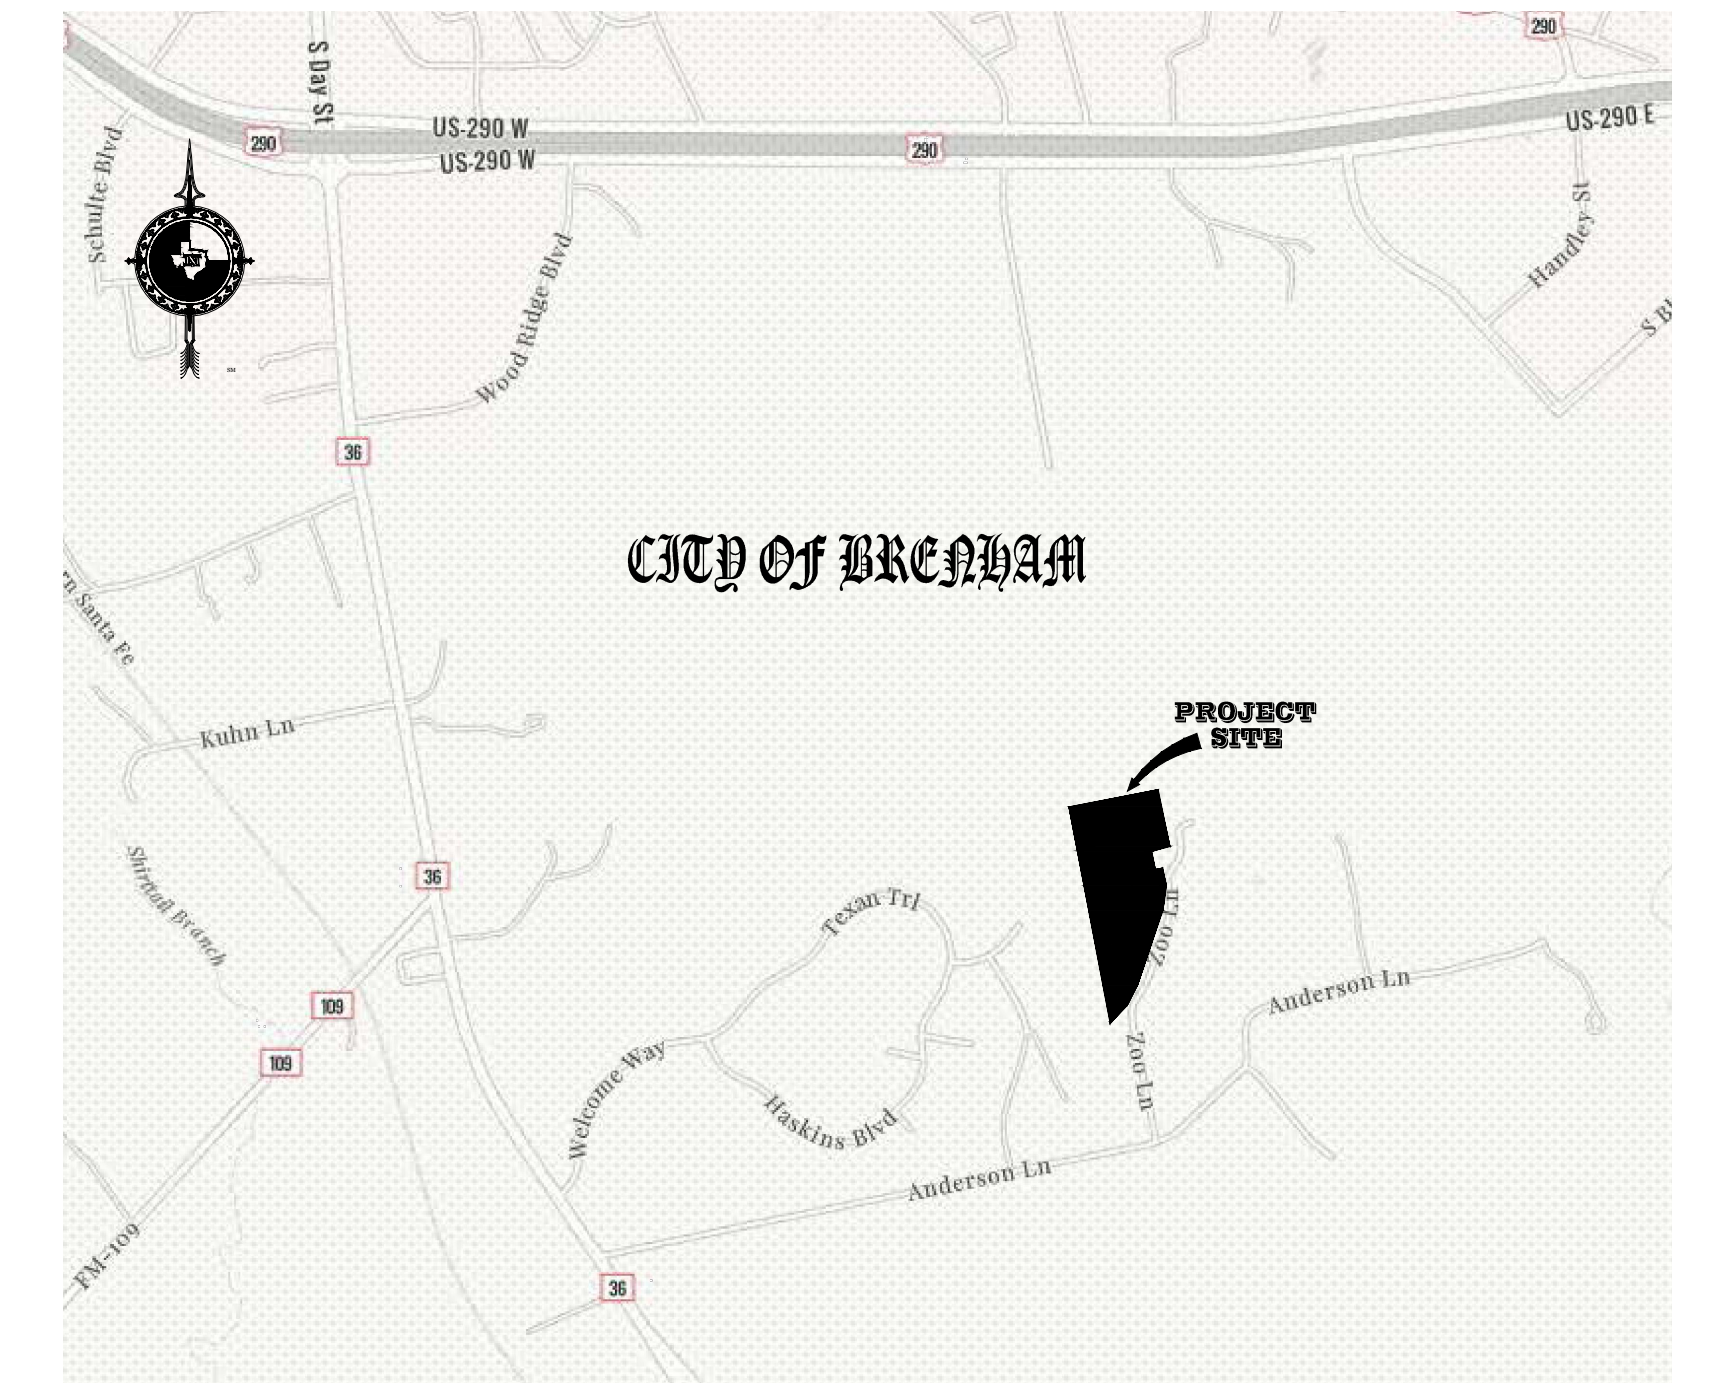 290
S Day St
US-290 W
US-290 E
290
290
US-290 W
Schulte Blvd
Handley St
Wood Ridge Blvd
SM
36
CITY OF BRENHAM
Santa Fe
PROJECT
SITE
Kuhn Ln
Shirttail Branch
36
Texan Trl
Zoo Ln
Anderson Ln
109
Welcome Way
109
Zoo Ln
Haskins Blvd
Anderson Ln
FM-109
36